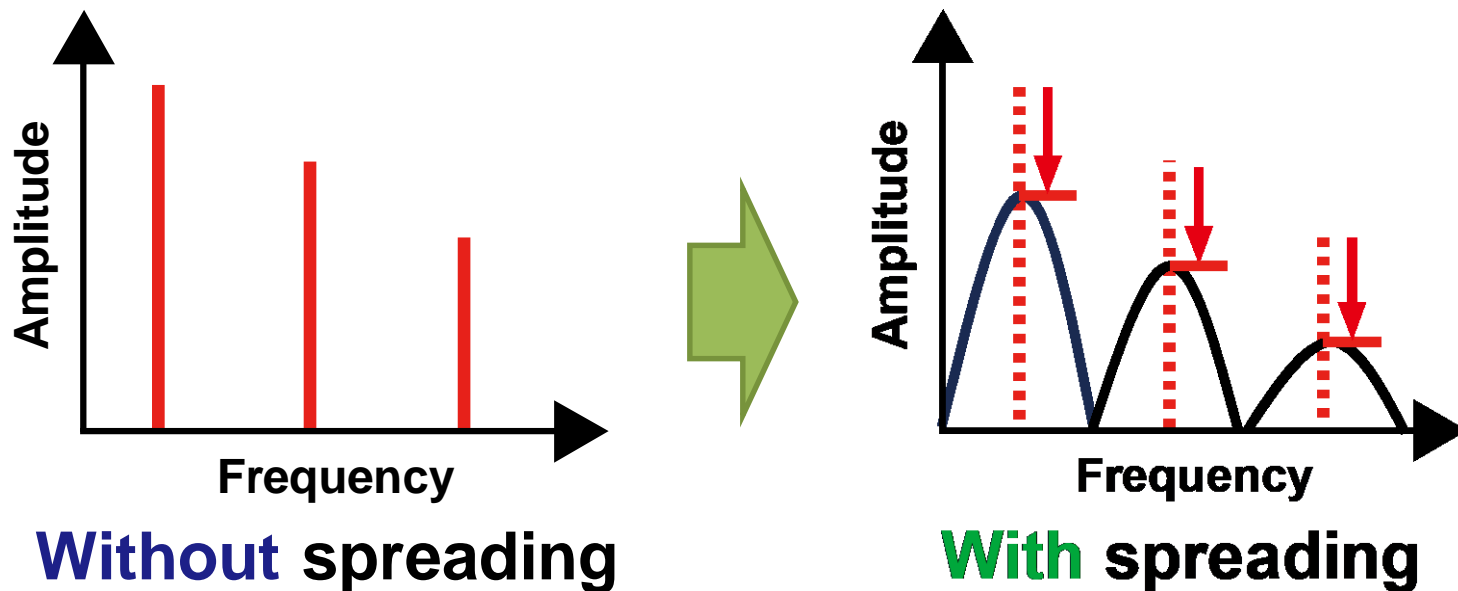 Amplitude
Frequency
Without spreading
Amplitude
Frequency
With spreading